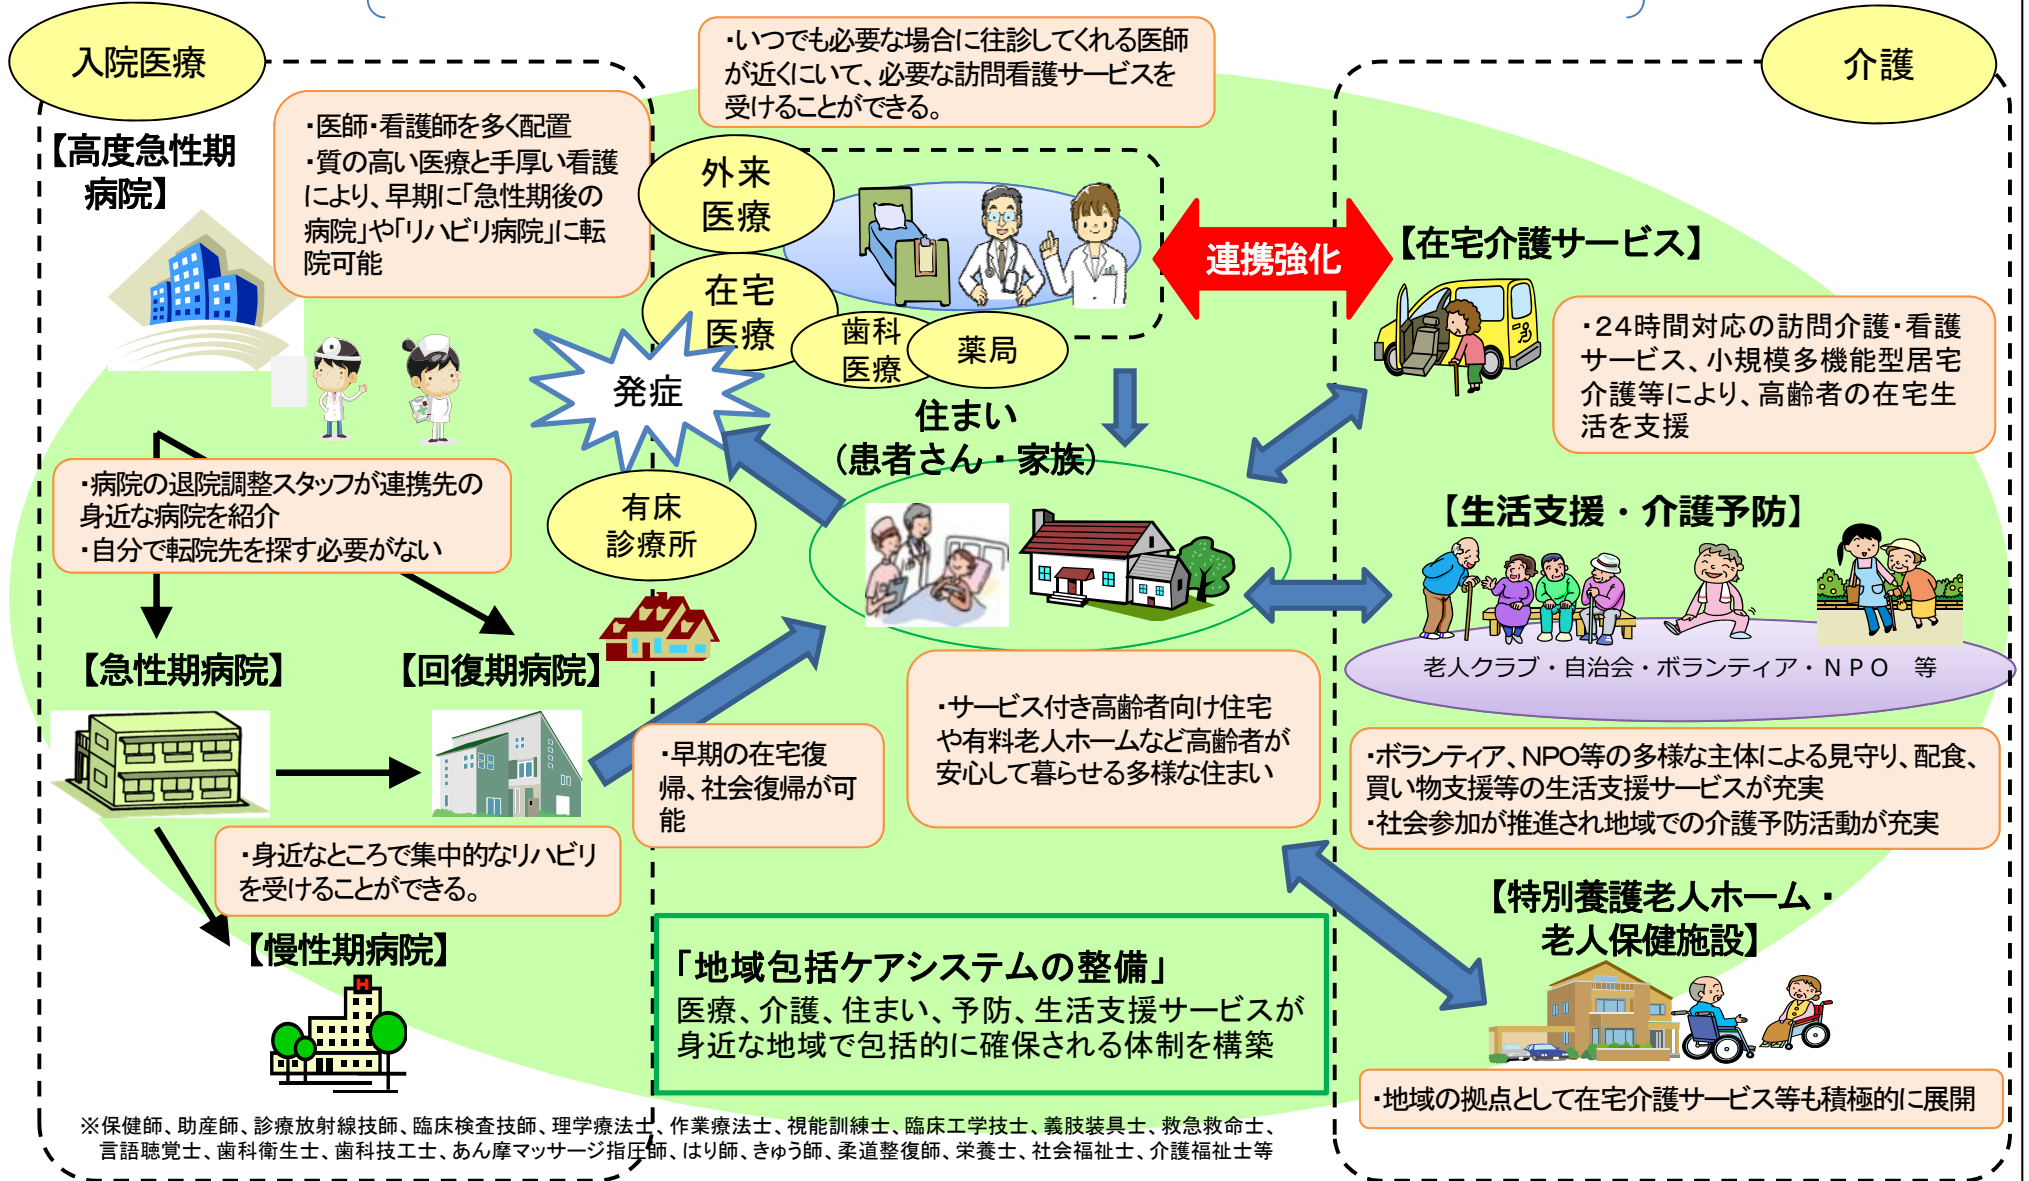 入院医療
【高度急性期
病院】
・医師・看護師を多く配置
・質の高い医療と手厚い看護
により、早期に「急性期後の
病院」や「リハビリ病院」に転
院可能
・病院の退院調整スタッフが連携先の
身近な病院を紹介
・自分で転院先を探す必要がない
【急性期病院】
【回復期病院】
・身近なところで集中的なリハビリ
を受けることができる。
【慢性期病院】
・いつでも必要な場合に往診してくれる医師
が近くにいて、必要な訪問看護サービスを
受けることができる。
外来
医療
在宅
医療
歯科
医療
薬局
発症
有床
診療所
住まい
(患者さん・家族)
・早期の在宅復
帰、社会復帰が可
能
・サービス付き高齢者向け住宅
や有料老人ホームなど高齢者が
安心して暮らせる多様な住まい
連携強化
介護
【在宅介護サービス】
・24時間対応の訪問介護・看護
サービス、小規模多機能型居宅
介護等により、高齢者の在宅生
活を支援
【生活支援・介護予防】
老人クラブ・自治会・ボランティア・NPO 等
・ボランティア、NPO等の多様な主体による見守り、配食、
買い物支援等の生活支援サービスが充実
・社会参加が推進され地域での介護予防活動が充実
【特別養護老人ホーム・
老人保健施設】
・地域の拠点として在宅介護サービス等も積極的に展開
「地域包括ケアシステムの整備」
医療、介護、住まい、予防、生活支援サービスが
身近な地域で包括的に確保される体制を構築
※保健師、助産師、診療放射線技師、臨床検査技師、理学療法士、作業療法士、視能訓練士、臨床工学技士、義肢装具士、救急救命士、
言語聴覚士、歯科衛生士、歯科技工士、あん摩マッサージ指圧師、はり師、きゅう師、柔道整復師、栄養士、社会福祉士、介護福祉士等
H